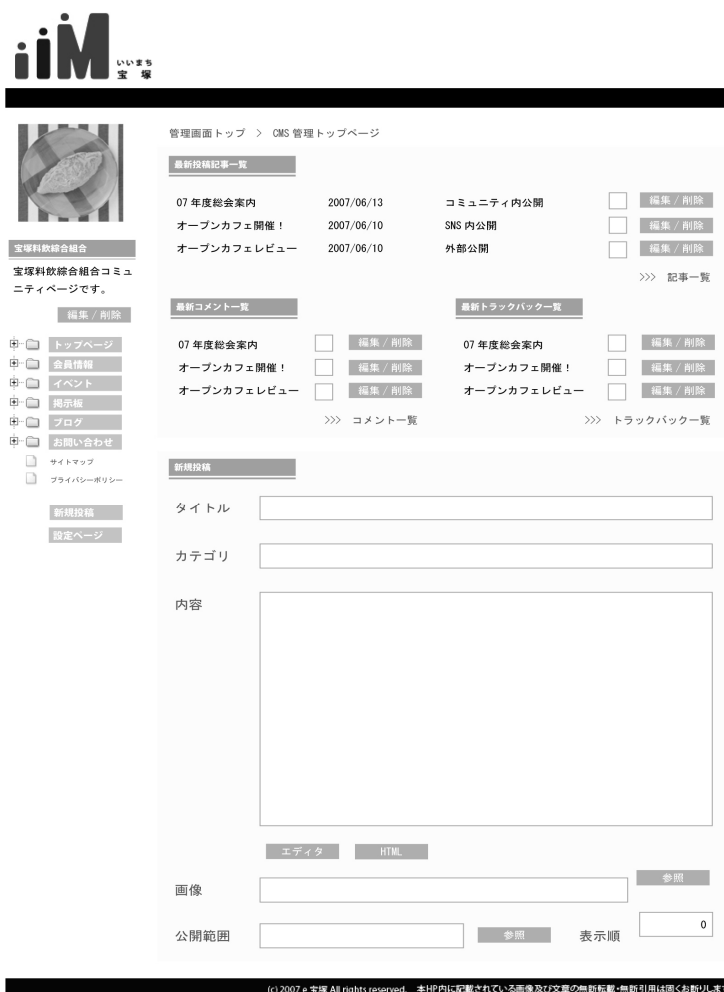 iiM
いいまち
宝 塚
管理画面トップ 〉 CMS 管理トップページ
最新投稿記事一覧
07 年度総会案内 2007/06/13 コミュニティ内公開 編集 / 削除
オープンカフェ開催！ 2007/06/10 SNS 内公開 編集 / 削除
オープンカフェレビュー 2007/06/10 外部公開 編集 / 削除
〉〉〉 記事一覧
宝塚料飲綜合組合
宝塚料飲綜合組合コミュ
ニティページです。
編集 / 削除
トップページ
会員情報
イベント
掲示板
ブログ
お問い合わせ
サイトマップ
プライバシーポリシー
新規投稿
設定ページ
最新コメント一覧
07 年度総会案内 編集 / 削除
オープンカフェ開催！ 編集 / 削除
オープンカフェレビュー 編集 / 削除
〉〉〉 コメント一覧
最新トラックバック一覧
07 年度総会案内 編集 / 削除
オープンカフェ開催！ 編集 / 削除
オープンカフェレビュー 編集 / 削除
〉〉〉 トラックバック一覧
新規投稿
タイトル
カテゴリ
内容
エディタ HTML
画像 参照
公開範囲 参照 表示順 0
(c) 2007 e 宝塚 All rights reserved. 本HP内に記載されている画像及び文章の無断転載・無断引用は固くお断りしま